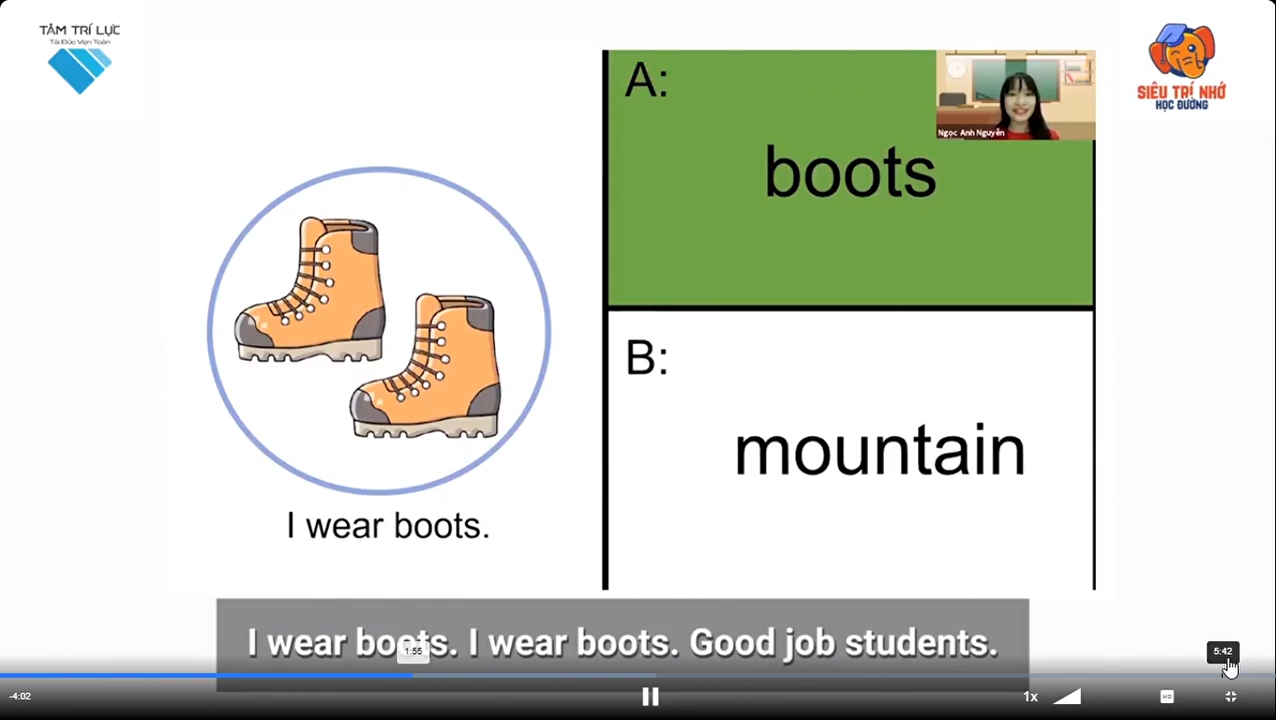 TÂM TRÍ LỰC
Tài Đức Vẹn Toàn
SIÊU TRÍ NHỚ
HỌC ĐƯỜNG
A:
Ngọc Anh Nguyễn
boots
B:
mountain
I wear boots.
I wear boots. I wear boots. Good job students.
1:55
5:42
-4:02
1x
HD